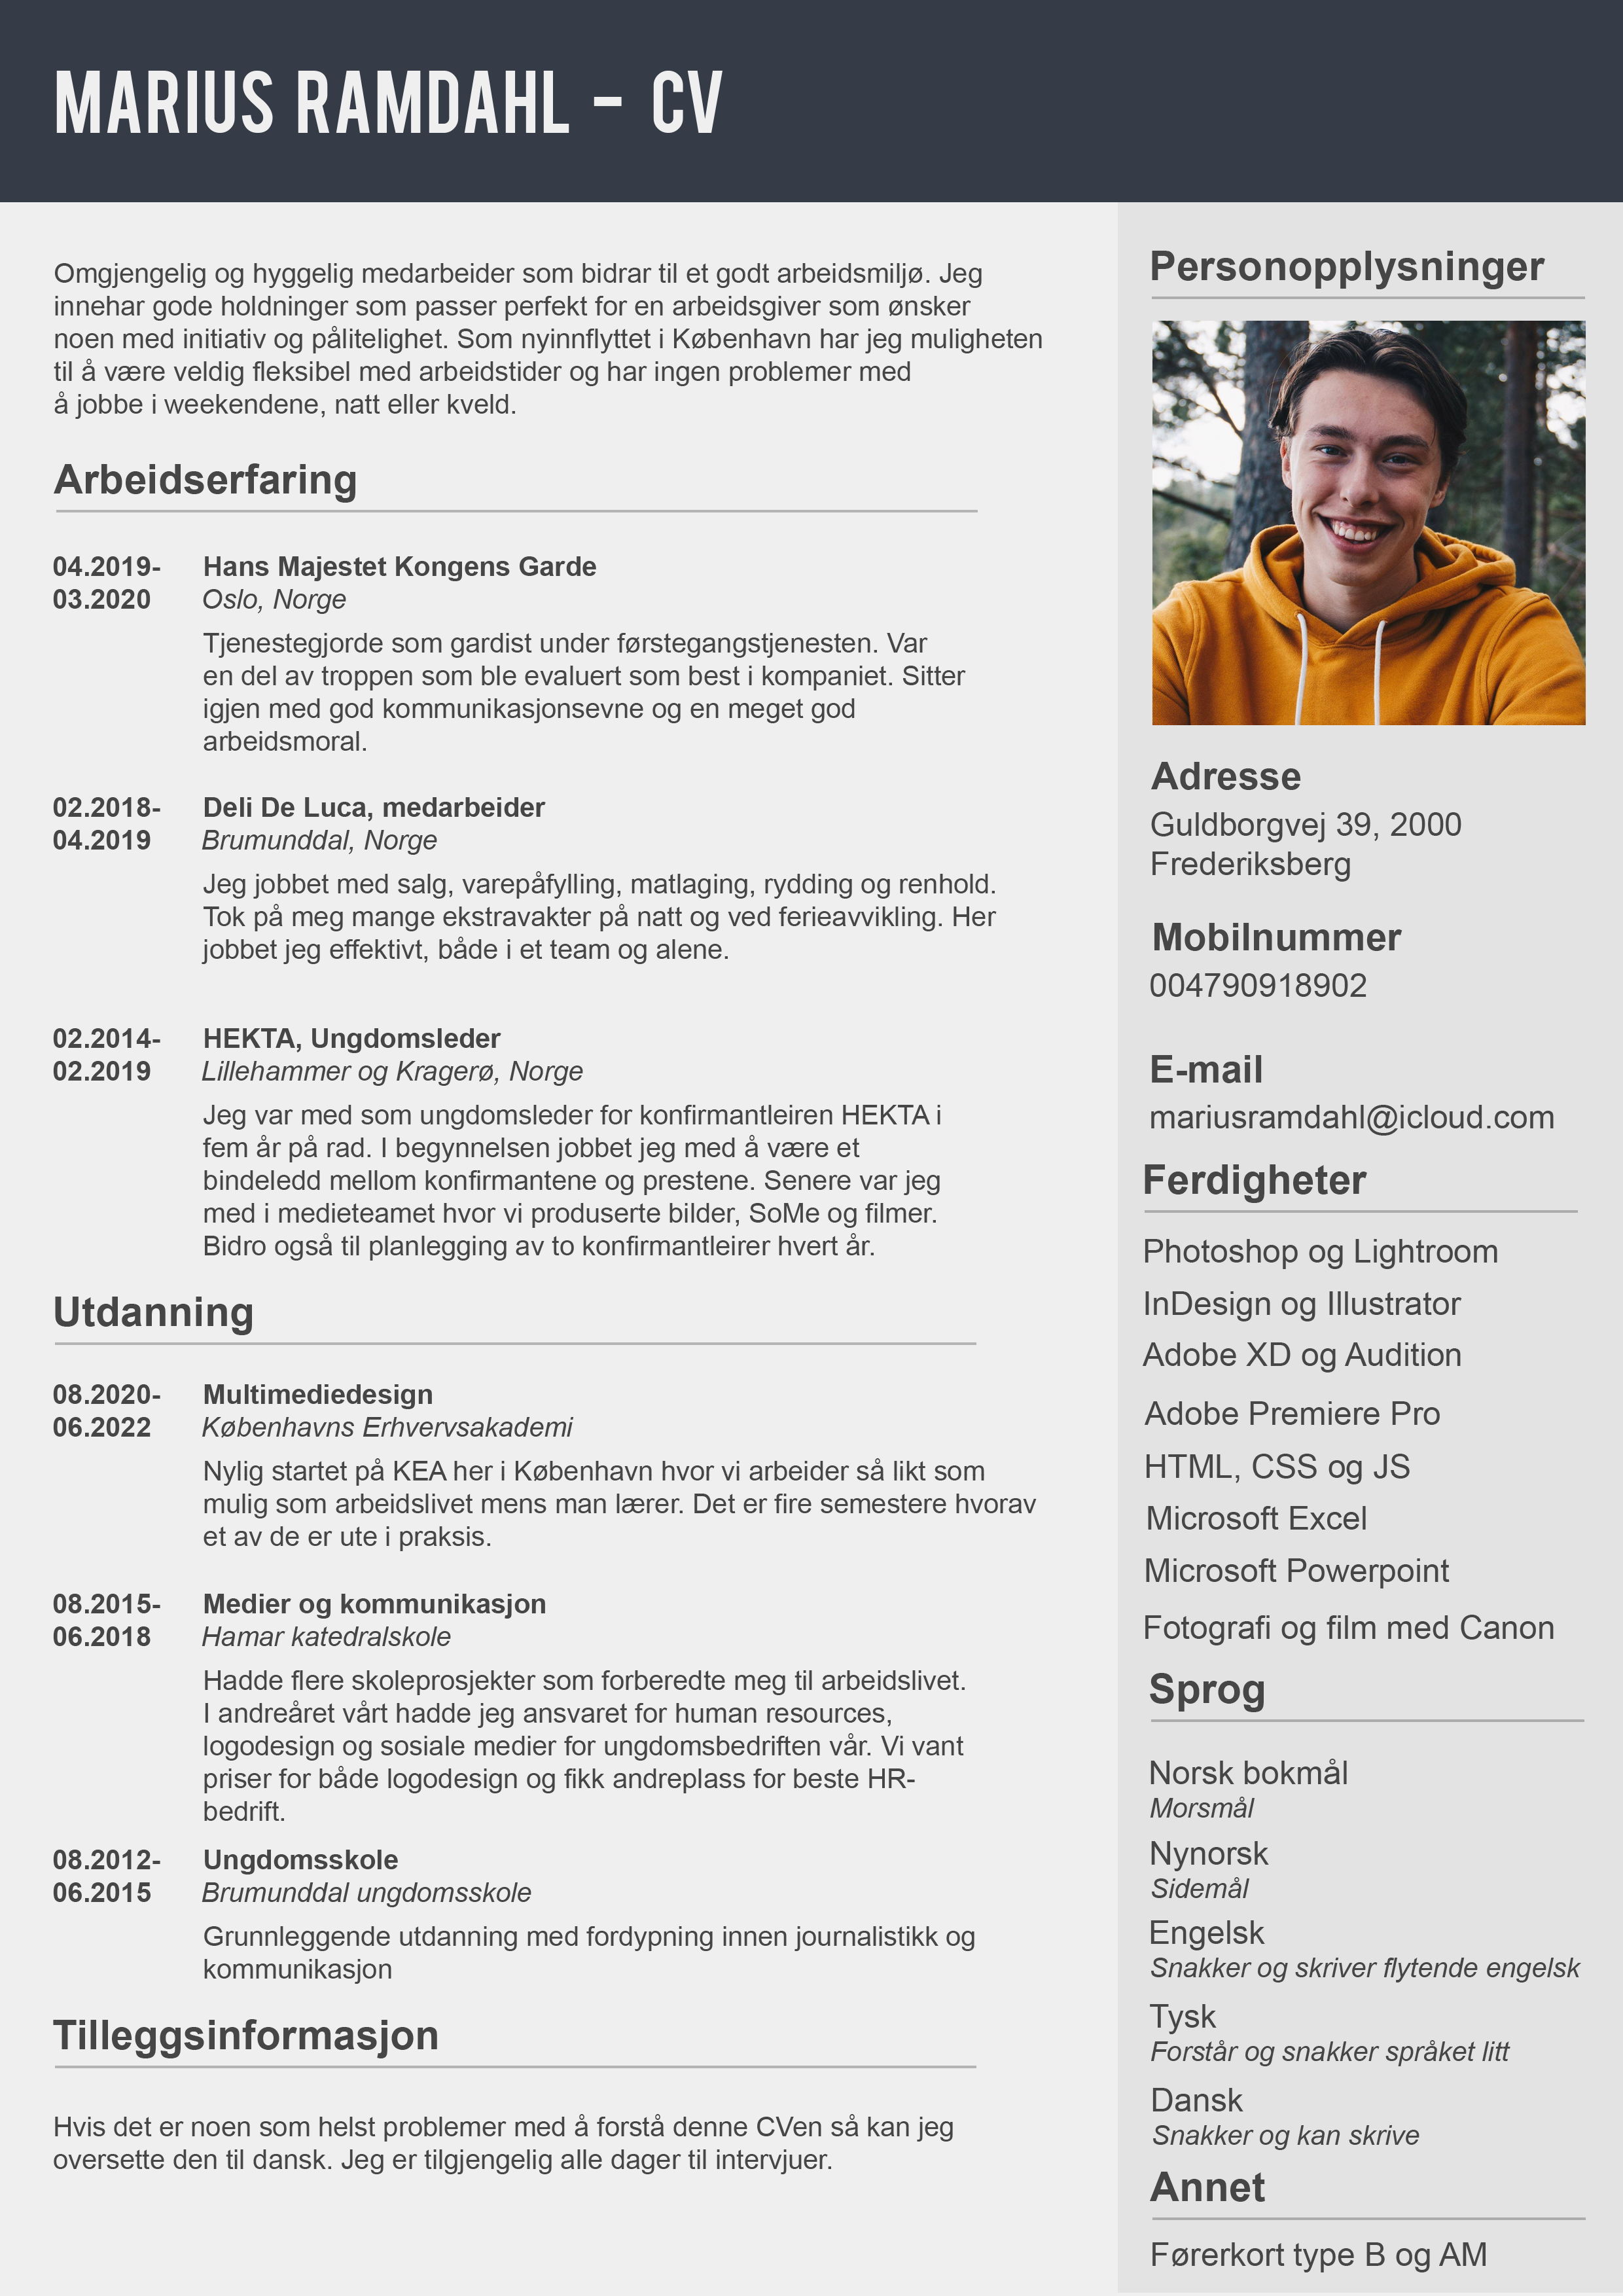 MARIUS RAMDAHL - CV
Omgjengelig og hyggelig medarbeider som bidrar til et godt arbeidsmiljø. Jeg
innehar gode holdninger som passer perfekt for en arbeidsgiver som ønsker
noen med initiativ og pålitelighet. Som nyinnflyttet i København har jeg muligheten
til å være veldig fleksibel med arbeidstider og har ingen problemer med
å jobbe i weekendene, natt eller kveld.
Arbeidserfaring
04.2019- Hans Majestet Kongens Garde
03.2020 Oslo, Norge
Tjenestegjorde som gardist under førstegangstjenesten. Var
en del av troppen som ble evaluert som best i kompaniet. Sitter
igjen med god kommunikasjonsevne og en meget god
arbeidsmoral.
02.2018- Deli De Luca, medarbeider
04.2019 Brumunddal, Norge
Jeg jobbet med salg, varepåfylling, matlaging, rydding og renhold.
Tok på meg mange ekstravakter på natt og ved ferieavvikling. Her
jobbet jeg effektivt, både i et team og alene.
02.2014- HEKTA, Ungdomsleder
02.2019 Lillehammer og Kragerø, Norge
Jeg var med som ungdomsleder for konfirmantleiren HEKTA i
fem år på rad. I begynnelsen jobbet jeg med å være et
bindeledd mellom konfirmantene og prestene. Senere var jeg
med i medieteamet hvor vi produserte bilder, SoMe og filmer.
Bidro også til planlegging av to konfirmantleirer hvert år.
Utdanning
08.2020- Multimediedesign
06.2022 Københavns Erhvervsakademi
Nylig startet på KEA her i København hvor vi arbeider så likt som
mulig som arbeidslivet mens man lærer. Det er fire semestere hvorav
et av de er ute i praksis.
08.2015- Medier og kommunikasjon
06.2018 Hamar katedralskole
Hadde flere skoleprosjekter som forberedte meg til arbeidslivet.
I andreåret vårt hadde jeg ansvaret for human resources,
logodesign og sosiale medier for ungdomsbedriften vår. Vi vant
priser for både logodesign og fikk andreplass for beste HR-
bedrift.
08.2012- Ungdomsskole
06.2015 Brumunddal ungdomsskole
Grunnleggende utdanning med fordypning innen journalistikk og
kommunikasjon
Tilleggsinformasjon
Hvis det er noen som helst problemer med å forstå denne CVen så kan jeg
oversette den til dansk. Jeg er tilgjengelig alle dager til intervjuer.
Personopplysninger
Adresse
Guldborgvej 39, 2000
Frederiksberg
Mobilnummer
004790918902
E-mail
mariusramdahl@icloud.com
Ferdigheter
Photoshop og Lightroom
InDesign og Illustrator
Adobe XD og Audition
Adobe Premiere Pro
HTML, CSS og JS
Microsoft Excel
Microsoft Powerpoint
Fotografi og film med Canon
Sprog
Norsk bokmål
Morsmål
Nynorsk
Sidemål
Engelsk
Snakker og skriver flytende engelsk
Tysk
Forstår og snakker språket litt
Dansk
Snakker og kan skrive
Annet
Førerkort type B og AM